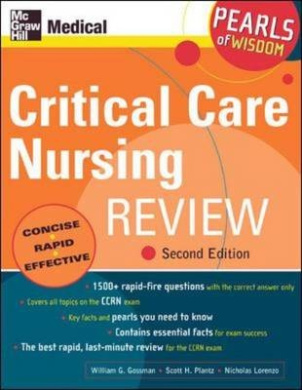 Mc
Graw
Hill
Medical
PEARLS
of WISDOM
Critical Care
Nursing
REVIEW
Second Edition
CONCISE
RAPID
EFFECTIVE
1500+ rapid-fire questions with the correct answer only
Covers all topics on the CCRN exam
Key facts and pearls you need to know
Contains essential facts for exam success
The best rapid, last-minute review for the CCRN exam
William G. Gossman • Scott H. Plantz • Nicholas Lorenzo